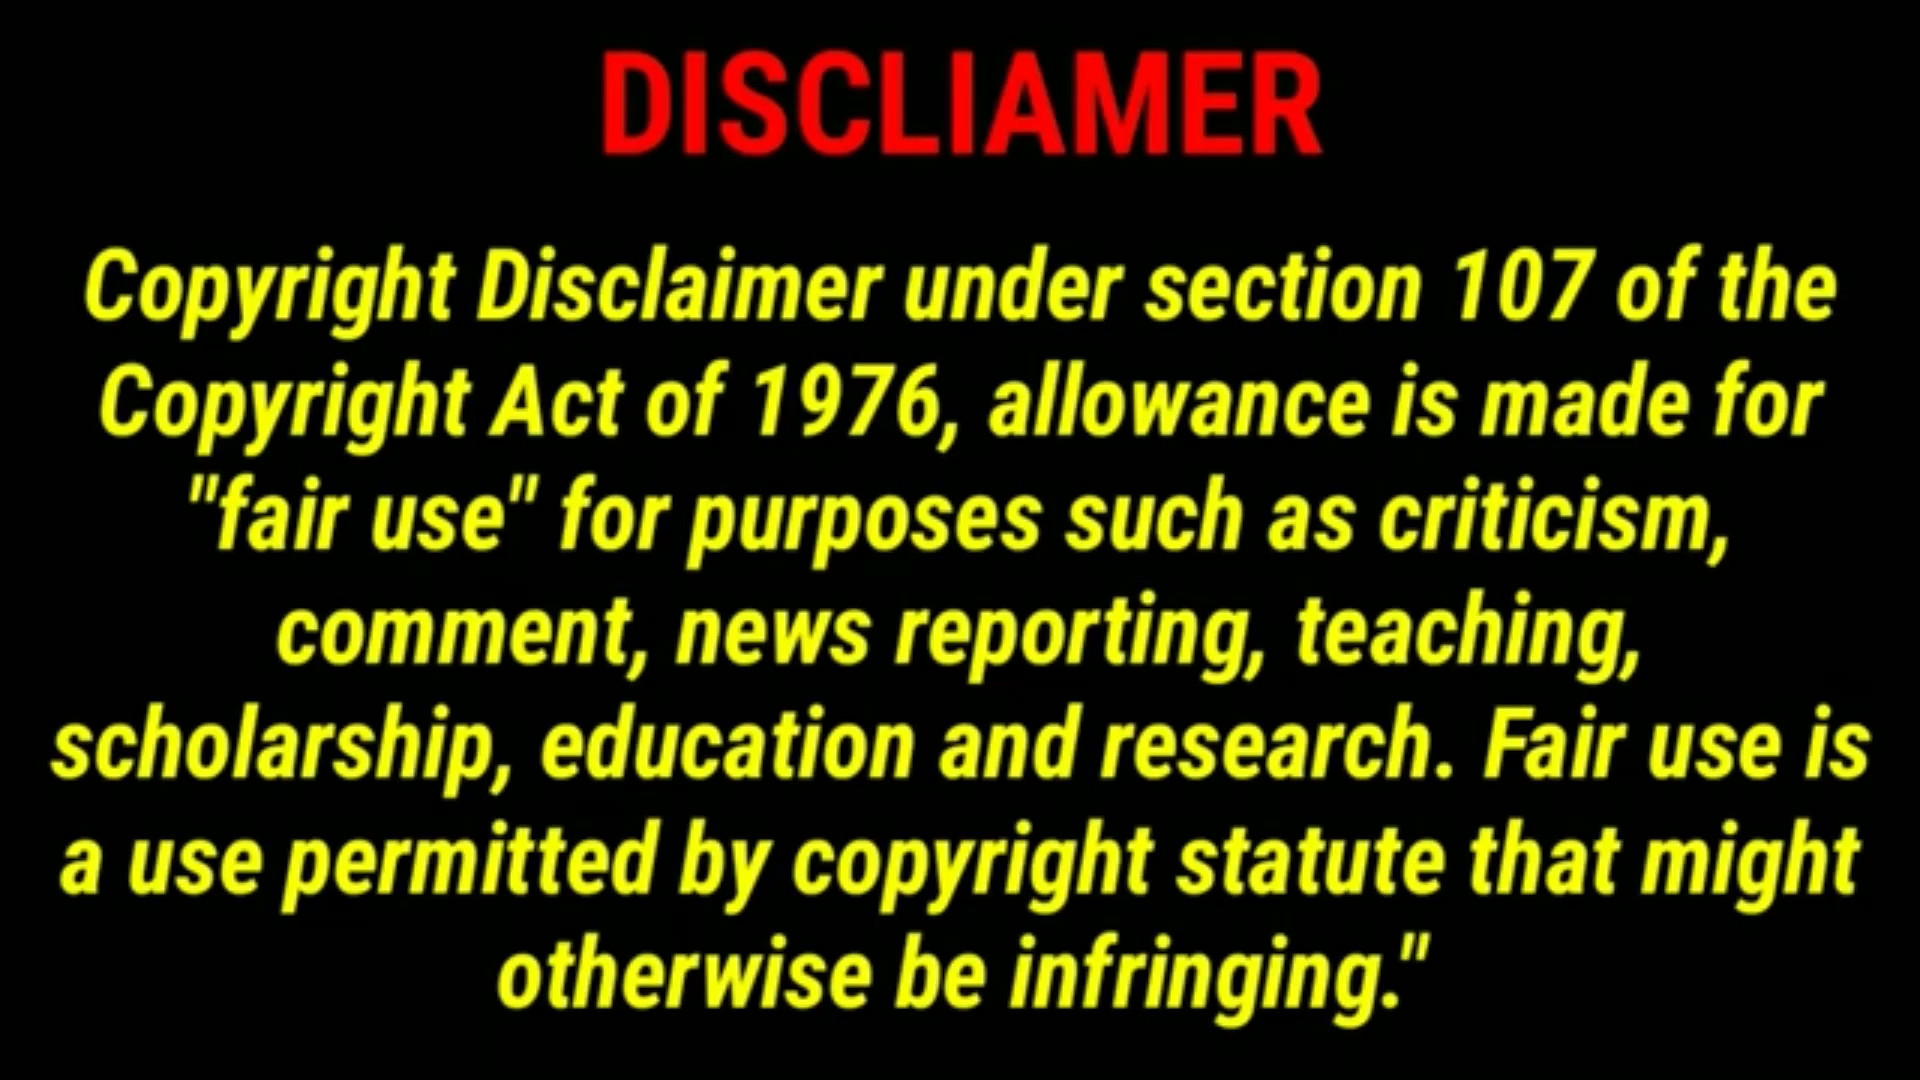 DISCLIAMER
Copyright Disclaimer under section 107 of the
Copyright Act of 1976, allowance is made for
"fair use" for purposes such as criticism,
comment, news reporting, teaching,
scholarship, education and research. Fair use is
a use permitted by copyright statute that might
otherwise be infringing."